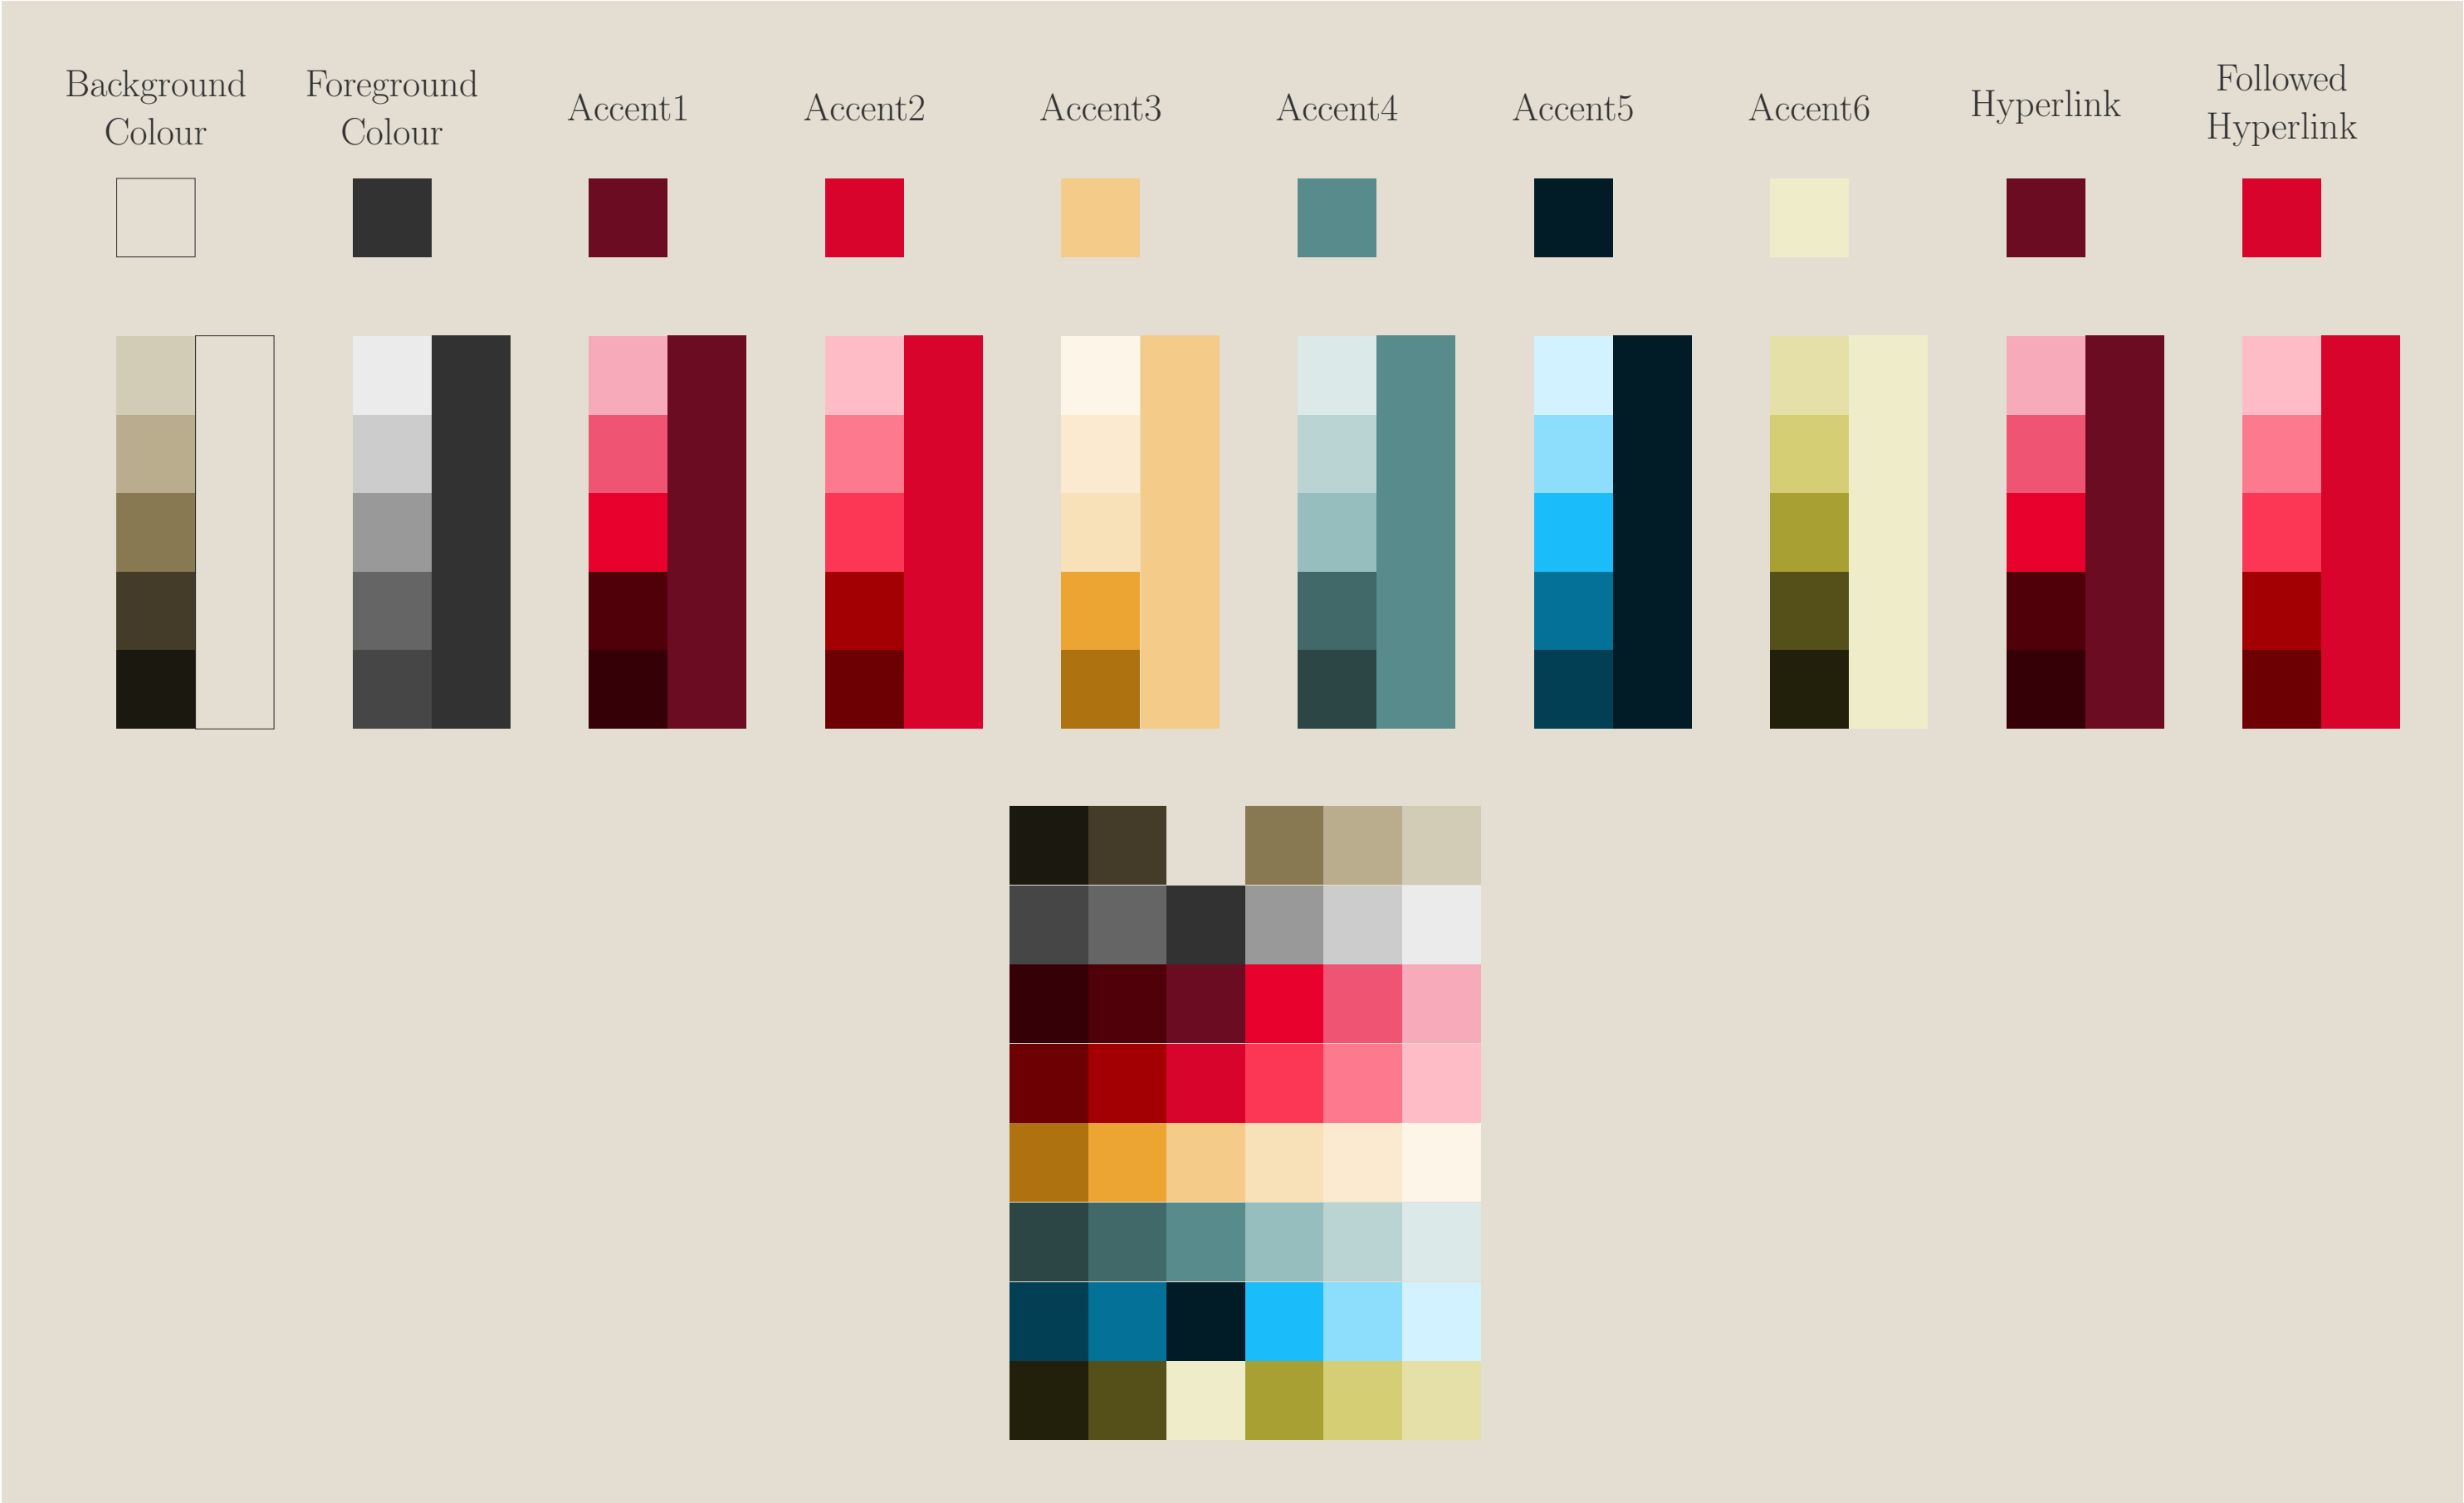 Background
Colour
Foreground
Colour
Accent1
Accent2
Accent3
Accent4
Accent5
Accent6
Hyperlink
Followed
Hyperlink